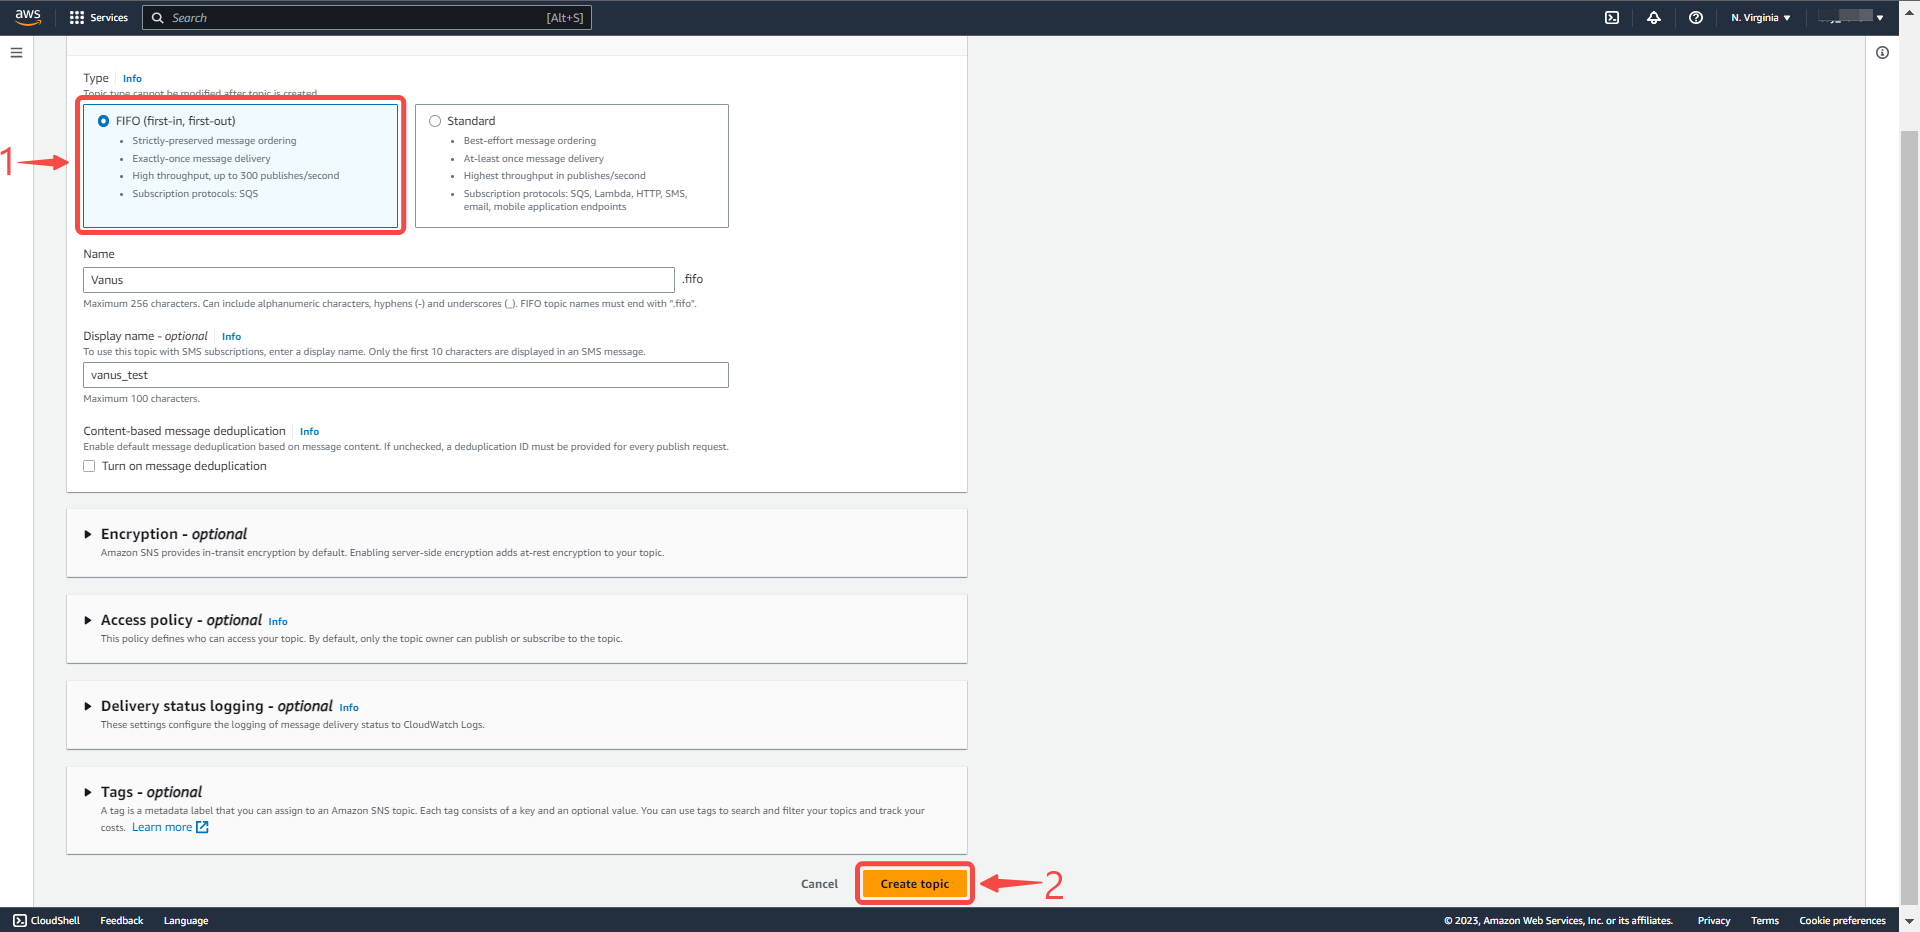 aws Services Search [Alt+S] N. Virginia
Type Info
Topic type cannot be modified after topic is created
FIFO (first-in, first-out)
• Strictly-preserved message ordering
• Exactly-once message delivery
• High throughput, up to 300 publishes/second
• Subscription protocols: SQS
Standard
• Best-effort message ordering
• At-least once message delivery
• Highest throughput in publishes/second
• Subscription protocols: SQS, Lambda, HTTP, SMS,
email, mobile application endpoints
1
Name
Vanus .fifo
Maximum 256 characters. Can include alphanumeric characters, hyphens (-) and underscores (_). FIFO topic names must end with ".fifo".
Display name - optional Info
To use this topic with SMS subscriptions, enter a display name. Only the first 10 characters are displayed in an SMS message.
vanus_test
Maximum 100 characters.
Content-based message deduplication Info
Enable default message deduplication based on message content. If unchecked, a deduplication ID must be provided for every publish request.
Turn on message deduplication
Encryption - optional
Amazon SNS provides in-transit encryption by default. Enabling server-side encryption adds at-rest encryption to your topic.
Access policy - optional Info
This policy defines who can access your topic. By default, only the topic owner can publish or subscribe to the topic.
Delivery status logging - optional Info
These settings configure the logging of message delivery status to CloudWatch Logs.
Tags - optional
A tag is a metadata label that you can assign to an Amazon SNS topic. Each tag consists of a key and an optional value. You can use tags to search and filter your topics and track your
costs. Learn more
Cancel Create topic 2
CloudShell Feedback Language © 2023, Amazon Web Services, Inc. or its affiliates. Privacy Terms Cookie preferences